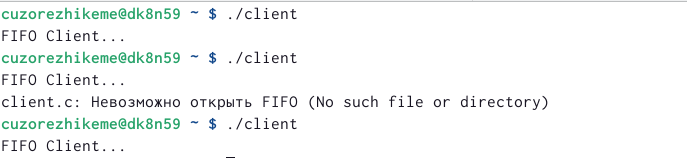 cuzorezhikeme@dk8n59 ~ $ ./client
FIFO Client...
cuzorezhikeme@dk8n59 ~ $ ./client
FIFO Client...
client.c: Невозможно открыть FIFO (No such file or directory)
cuzorezhikeme@dk8n59 ~ $ ./client
FIFO Client...